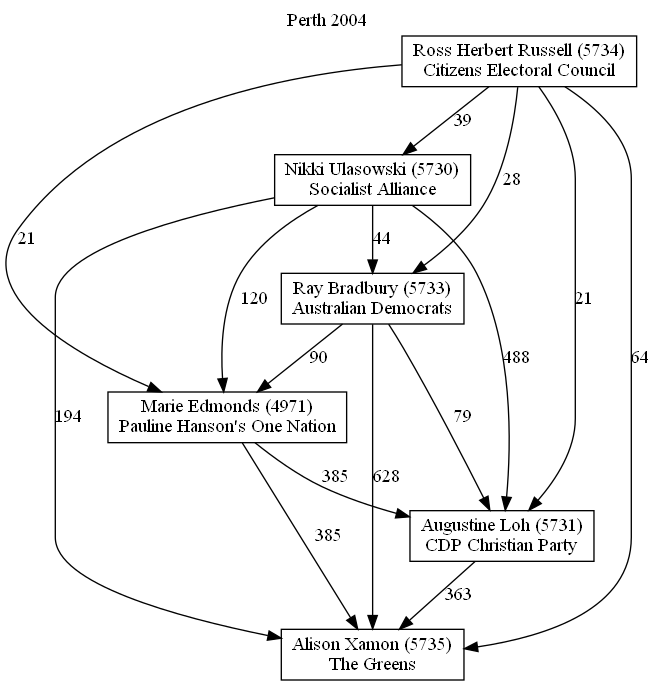 Perth 2004
Ross Herbert Russell (5734)
Citizens Electoral Council
39
Nikki Ulasowski (5730)
Socialist Alliance
28
21
44
120
488
21
Ray Bradbury (5733)
Australian Democrats
90
64
Marie Edmonds (4971)
Pauline Hanson's One Nation
194
79
385
628
Augustine Loh (5731)
CDP Christian Party
385
363
Alison Xamon (5735)
The Greens